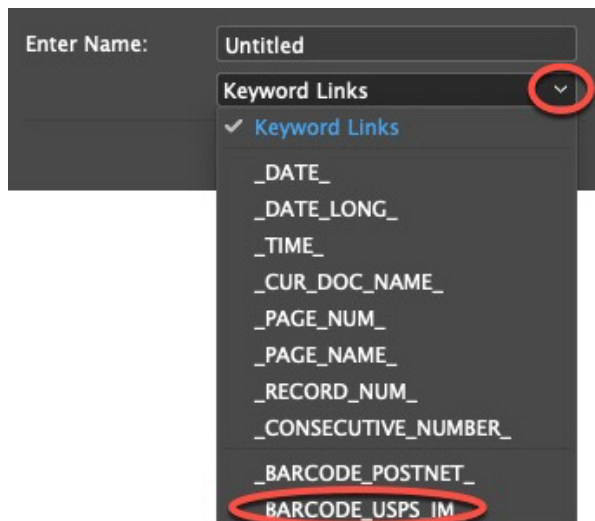 Enter Name: Untitled
Keyword Links
✓ Keyword Links
_DATE_
_DATE_LONG_
_TIME_
_CUR_DOC_NAME_
_PAGE_NUM_
_PAGE_NAME_
_RECORD_NUM_
_CONSECUTIVE_NUMBER_
_BARCODE_POSTNET_
BARCODE_USPS_IM